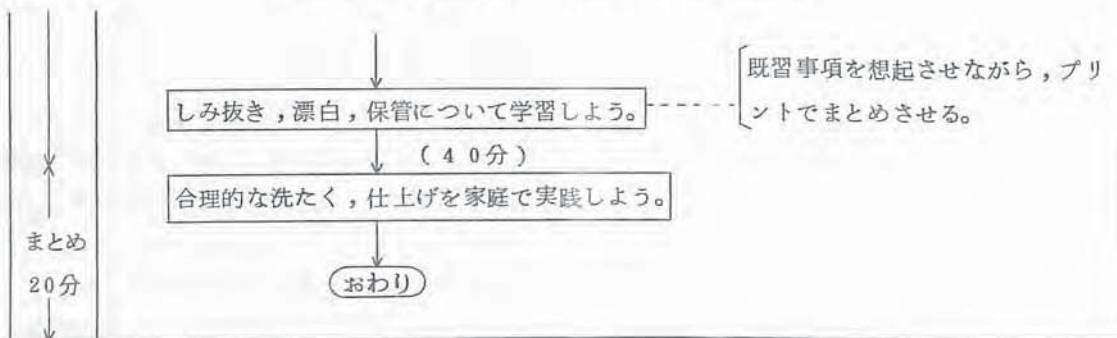 既習事項を想起させながら，プリ
ントでまとめさせる。
しみ抜き，漂白，保管について学習しよう。
(40分)
合理的な洗たく，仕上げを家庭で実践しよう。
まとめ
20分
おわり